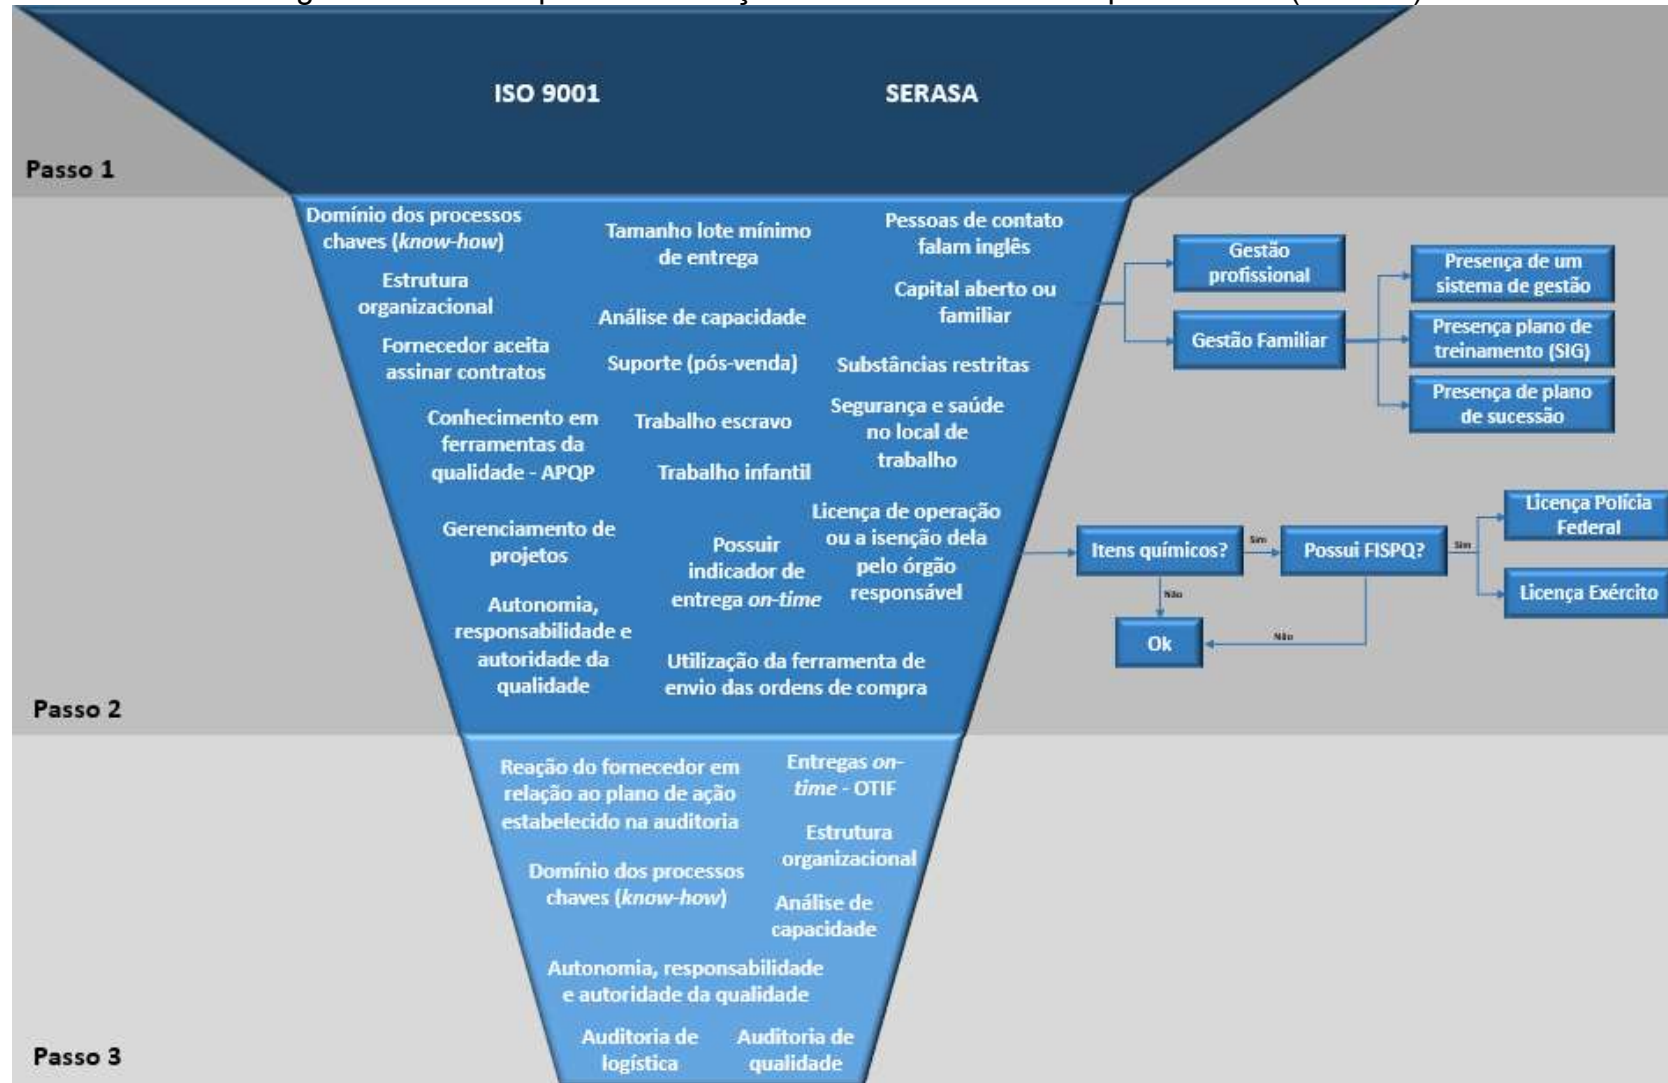 ISO 9001
SERASA
Passo 1
Domínio dos processos
chaves (know-how)
Estrutura
organizacional
Fornecedor aceita
assinar contratos
Conhecimento em
ferramentas da
qualidade - APQP
Gerenciamento de
projetos
Autonomia,
responsabilidade e
autoridade da
qualidade
Tamanho lote mínimo
de entrega
Análise de capacidade
Suporte (pós-venda)
Trabalho escravo
Trabalho infantil
Possuir
indicador de
entrega on-time
Utilização da ferramenta de
envio das ordens de compra
Pessoas de contato
falam inglês
Capital aberto ou
familiar
Substâncias restritas
Segurança e saúde
no local de
trabalho
Licença de operação
ou a isenção dela
pelo órgão
responsável
Gestão
profissional
Gestão Familiar
Presença de um
sistema de gestão
Presença plano de
treinamento (SIG)
Presença de plano
de sucessão
Itens químicos?
Sim
Possui FISPQ?
Sim
Licença Polícia
Federal
Licença Exército
Não
Ok
Não
Passo 2
Reação do fornecedor em
relação ao plano de ação
estabelecido na auditoria
Domínio dos processos
chaves (know-how)
Entregas on-
time - OTIF
Estrutura
organizacional
Análise de
capacidade
Autonomia, responsabilidade
e autoridade da qualidade
Auditoria de
logística
Auditoria de
qualidade
Passo 3